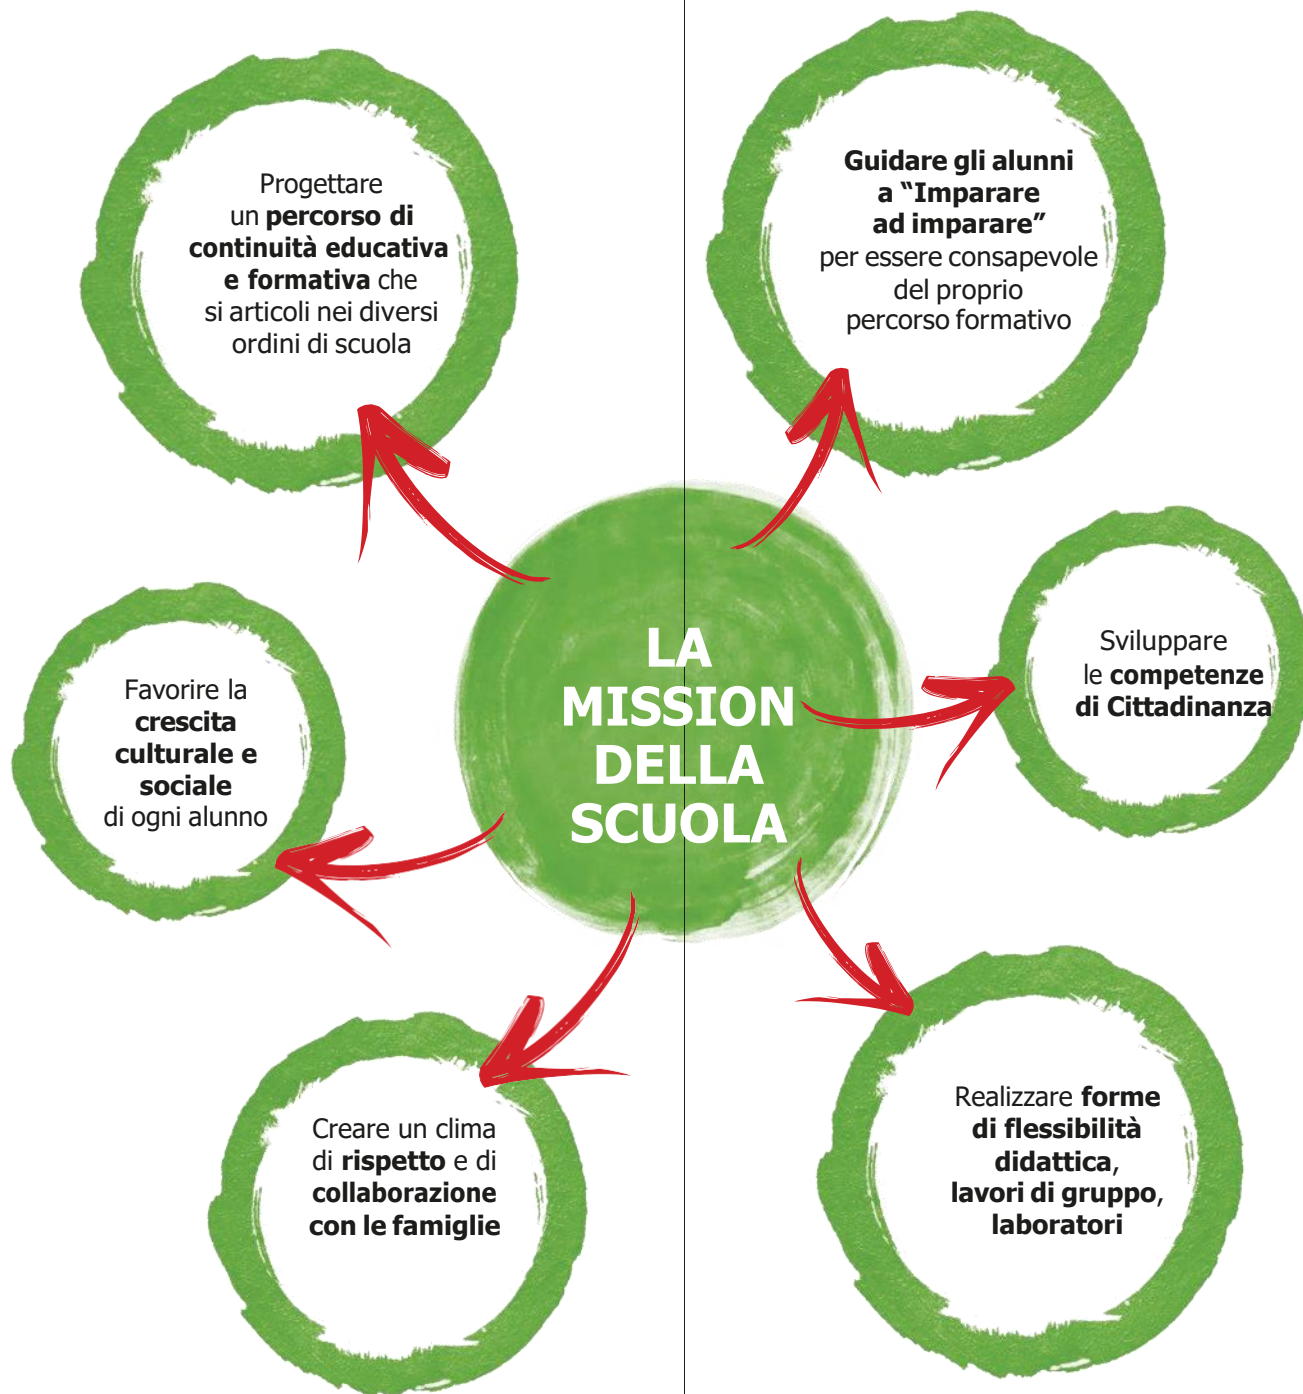 Progettare
un percorso di
continuità educativa
e formativa che
si articoli nei diversi
ordini di scuola
Guidare gli alunni
a “Imparare
ad imparare”
per essere consapevole
del proprio
percorso formativo
Favorire la
crescita
culturale e
sociale
di ogni alunno
LA
MISSION
DELLA
SCUOLA
Sviluppare
le competenze
di Cittadinanza
Creare un clima
di rispetto e di
collaborazione
con le famiglie
Realizzare forme
di flessibilità
didattica,
lavori di gruppo,
laboratori